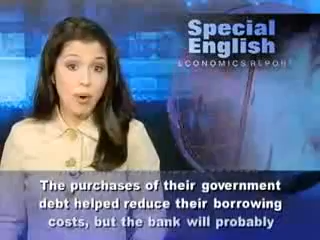 Special
English
ECONOMICS REPORT
The purchases of their government
debt helped reduce their borrowing
costs, but the bank will probably